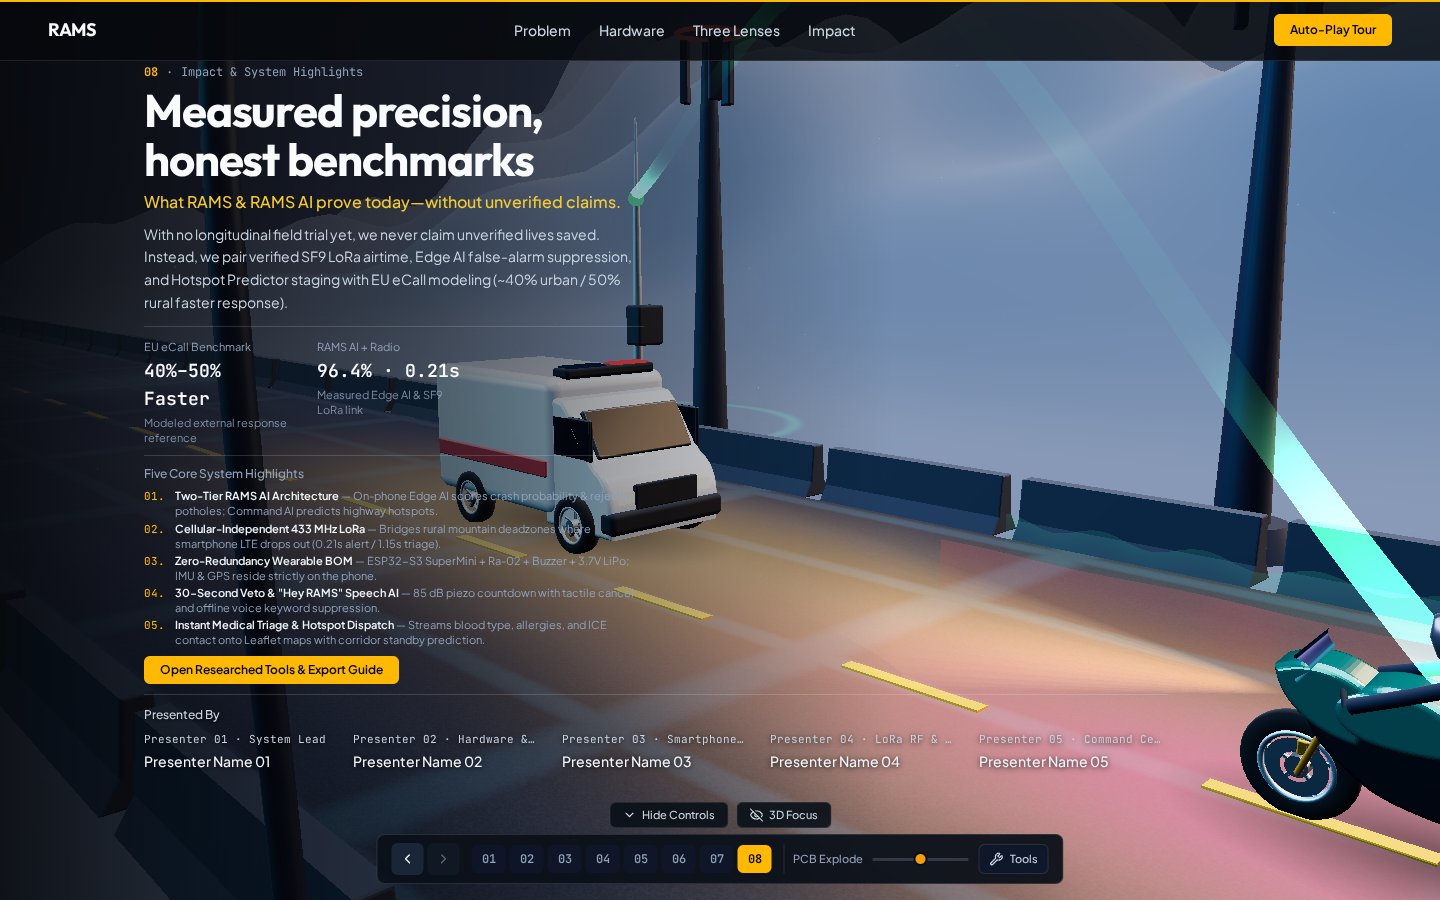 RAMS
Problem
Hardware
Three Lenses
Impact
Auto-Play Tour
08 · Impact & System Highlights
Measured precision,
honest benchmarks
What RAMS & RAMS AI prove today—without unverified claims.
With no longitudinal field trial yet, we never claim unverified lives saved.
Instead, we pair verified SF9 LoRa airtime, Edge AI false-alarm suppression,
and Hotspot Predictor staging with EU eCall modeling (~40% urban / 50%
rural faster response).
EU eCall Benchmark
40%–50%
Faster
Modeled external response
reference
RAMS AI + Radio
96.4% · 0.21s
Measured Edge AI & SF9
LoRa link
Five Core System Highlights
01. Two-Tier RAMS AI Architecture — On-phone Edge AI scores crash probability &
potholes; Command AI predicts highway hotspots.
02. Cellular-Independent 433 MHz LoRa — Bridges rural mountain deadzones where
smartphone LTE drops out (0.21s alert / 1.15s triage).
03. Zero-Redundancy Wearable BOM — ESP32-S3 SuperMini + Ra-02 + Buzzer + 3.7V LiPo;
IMU & GPS reside strictly on the phone.
04. 30-Second Veto & "Hey RAMS" Speech AI — 85 dB piezo countdown with tactile cancel
and offline voice keyword suppression.
05. Instant Medical Triage & Hotspot Dispatch — Streams blood type, allergies, and ICE
contact onto Leaflet maps with corridor standby prediction.
Open Researched Tools & Export Guide
Presented By
Presenter 01 · System Lead
Presenter Name 01
Presenter 02 · Hardware &…
Presenter Name 02
Presenter 03 · Smartphone…
Presenter Name 03
Presenter 04 · LoRa RF & …
Presenter Name 04
Presenter 05 · Command Ce…
Presenter Name 05
Hide Controls
3D Focus
01
02
03
04
05
06
07
08
PCB Explode
Tools